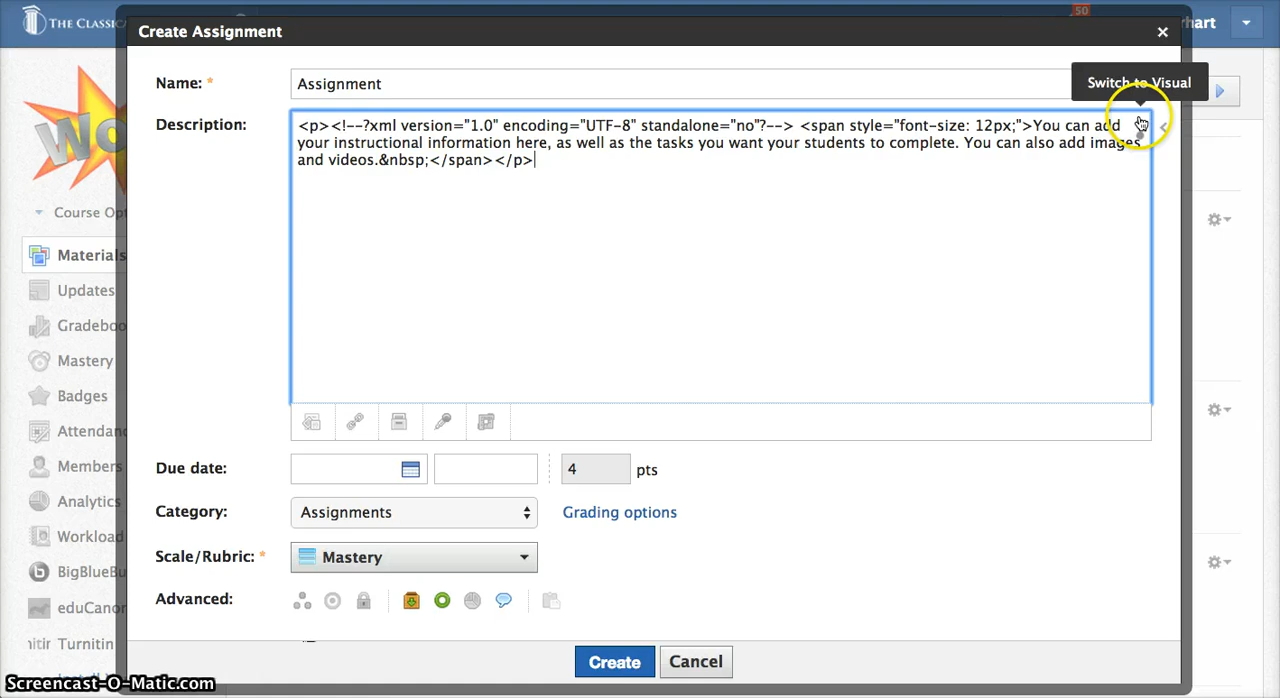 THE CLASSIC
50
rhart
Create Assignment
Name: *
Assignment
Switch to Visual
Description:
<p><!--?xml version="1.0" encoding="UTF-8" standalone="no"?--> <span style="font-size: 12px;">You can add
your instructional information here, as well as the tasks you want your students to complete. You can also add images
and videos.&nbsp;</span></p>
Course Opt
Materials
Updates
Gradeboo
Mastery
Badges
Attendanc
Members
Analytics
Workload
BigBlueBu
eduCanon
nitin Turnitin
Due date:
4 pts
Category:
Assignments
Grading options
Scale/Rubric: *
Mastery
Advanced:
Create
Cancel
Screencast-O-Matic.com